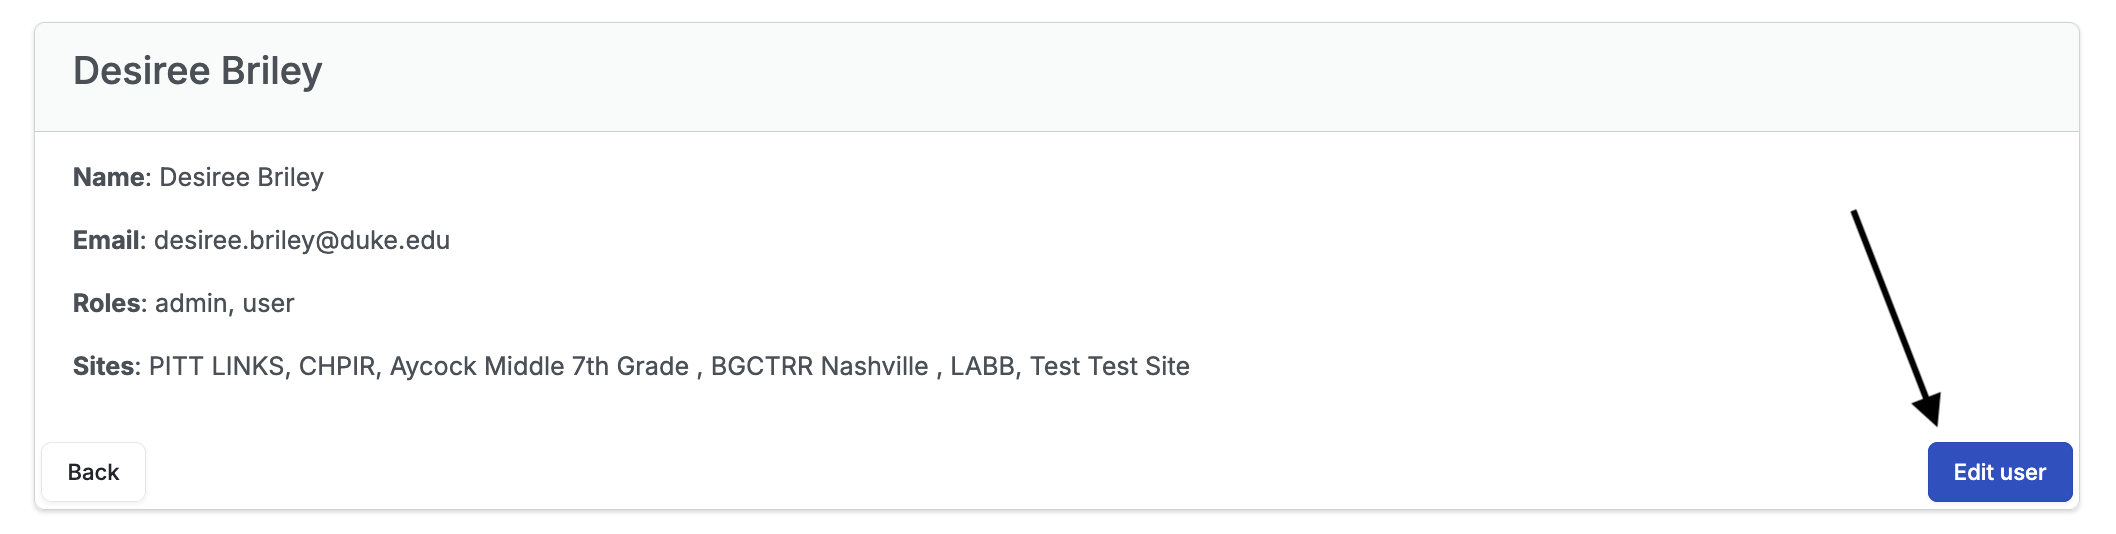 Desiree Briley
Name: Desiree Briley
Email: desiree.briley@duke.edu
Roles: admin, user
Sites: PITT LINKS, CHPIR, Aycock Middle 7th Grade , BGCTRR Nashville , LABB, Test Test Site
Back
Edit user